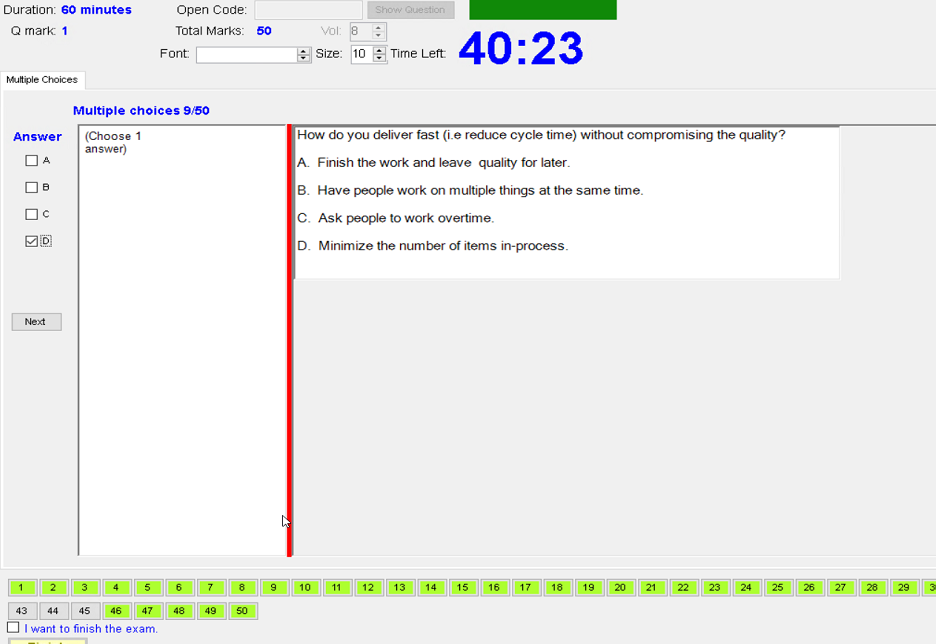 Duration: 60 minutes Open Code: Show Question
Q mark: 1 Total Marks: 50 Vol: 8
Font: Size: 10 Time Left: 40:23
Multiple Choices
Multiple choices 9/50
Answer
(Choose 1
answer)
A
B
C
D
Next
How do you deliver fast (i.e reduce cycle time) without compromising the quality?
A. Finish the work and leave quality for later.
B. Have people work on multiple things at the same time.
C. Ask people to work overtime.
D. Minimize the number of items in-process.
1 2 3 4 5 6 7 8 9 10 11 12 13 14 15 16 17 18 19 20 21 22 23 24 25 26 27 28 29
43 44 45 46 47 48 49 50
I want to finish the exam.